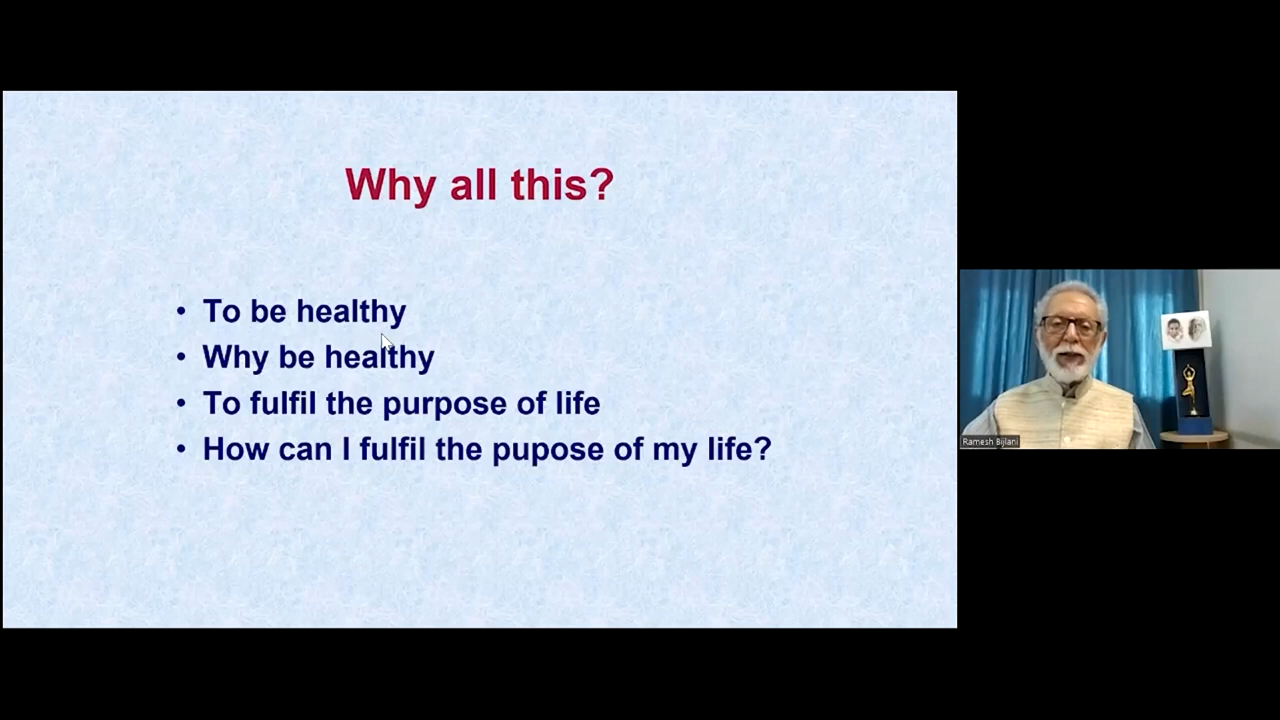 Why all this?
• To be healthy
• Why be healthy
• To fulfil the purpose of life
• How can I fulfil the pupose of my life?
Ramesh Bijlani